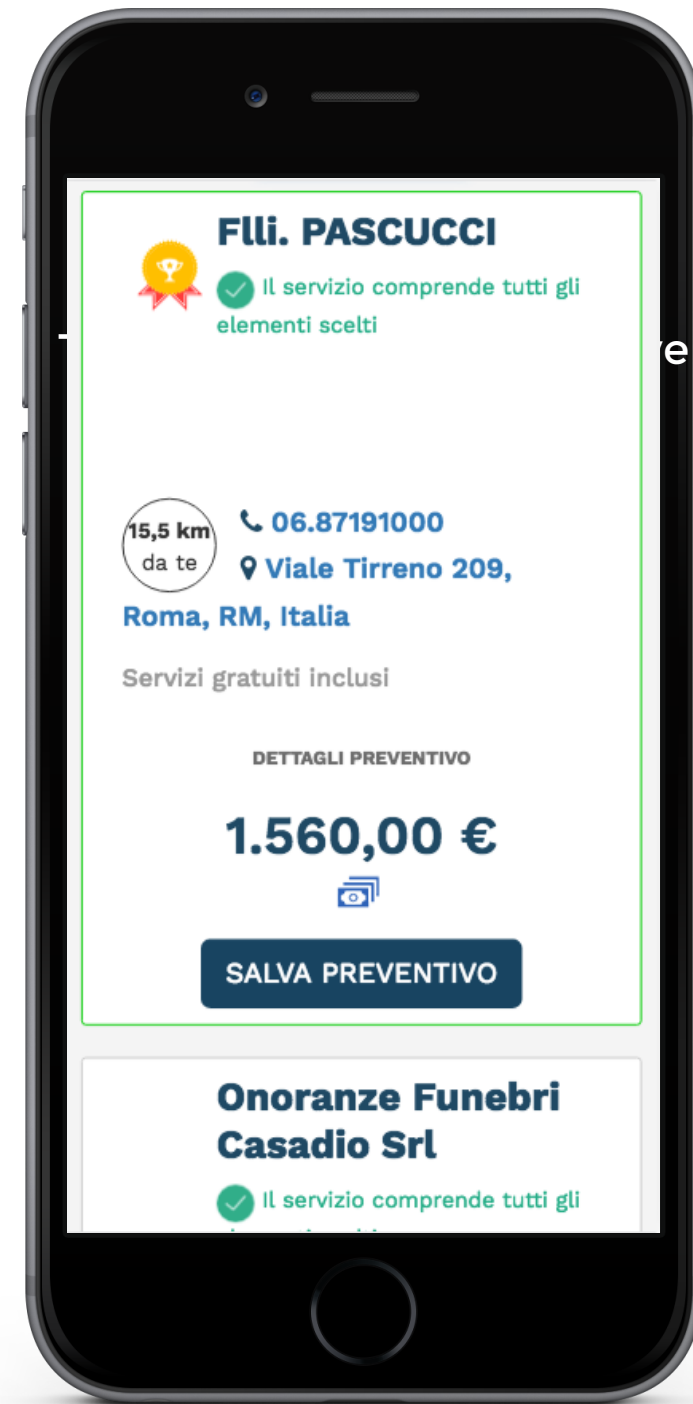 Flli. PASCUCCI
Il servizio comprende tutti gli
elementi scelti
15,5 km
da te
06.87191000
Viale Tirreno 209,
Roma, RM, Italia
Servizi gratuiti inclusi
DETTAGLI PREVENTIVO
1.560,00 €
SALVA PREVENTIVO
Onoranze Funebri
Casadio Srl
Il servizio comprende tutti gli